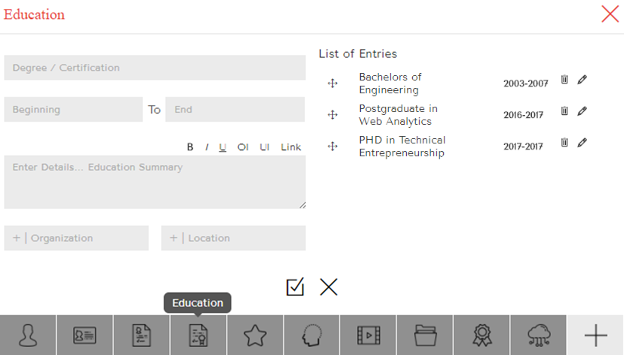 Education
Degree / Certification
Beginning To End
B I U Ol Ul Link
Enter Details... Education Summary
+ | Organization + | Location
List of Entries
Bachelors of
Engineering 2003-2007
Postgraduate in
Web Analytics 2016-2017
PHD in Technical
Entrepreneurship 2017-2017
Education